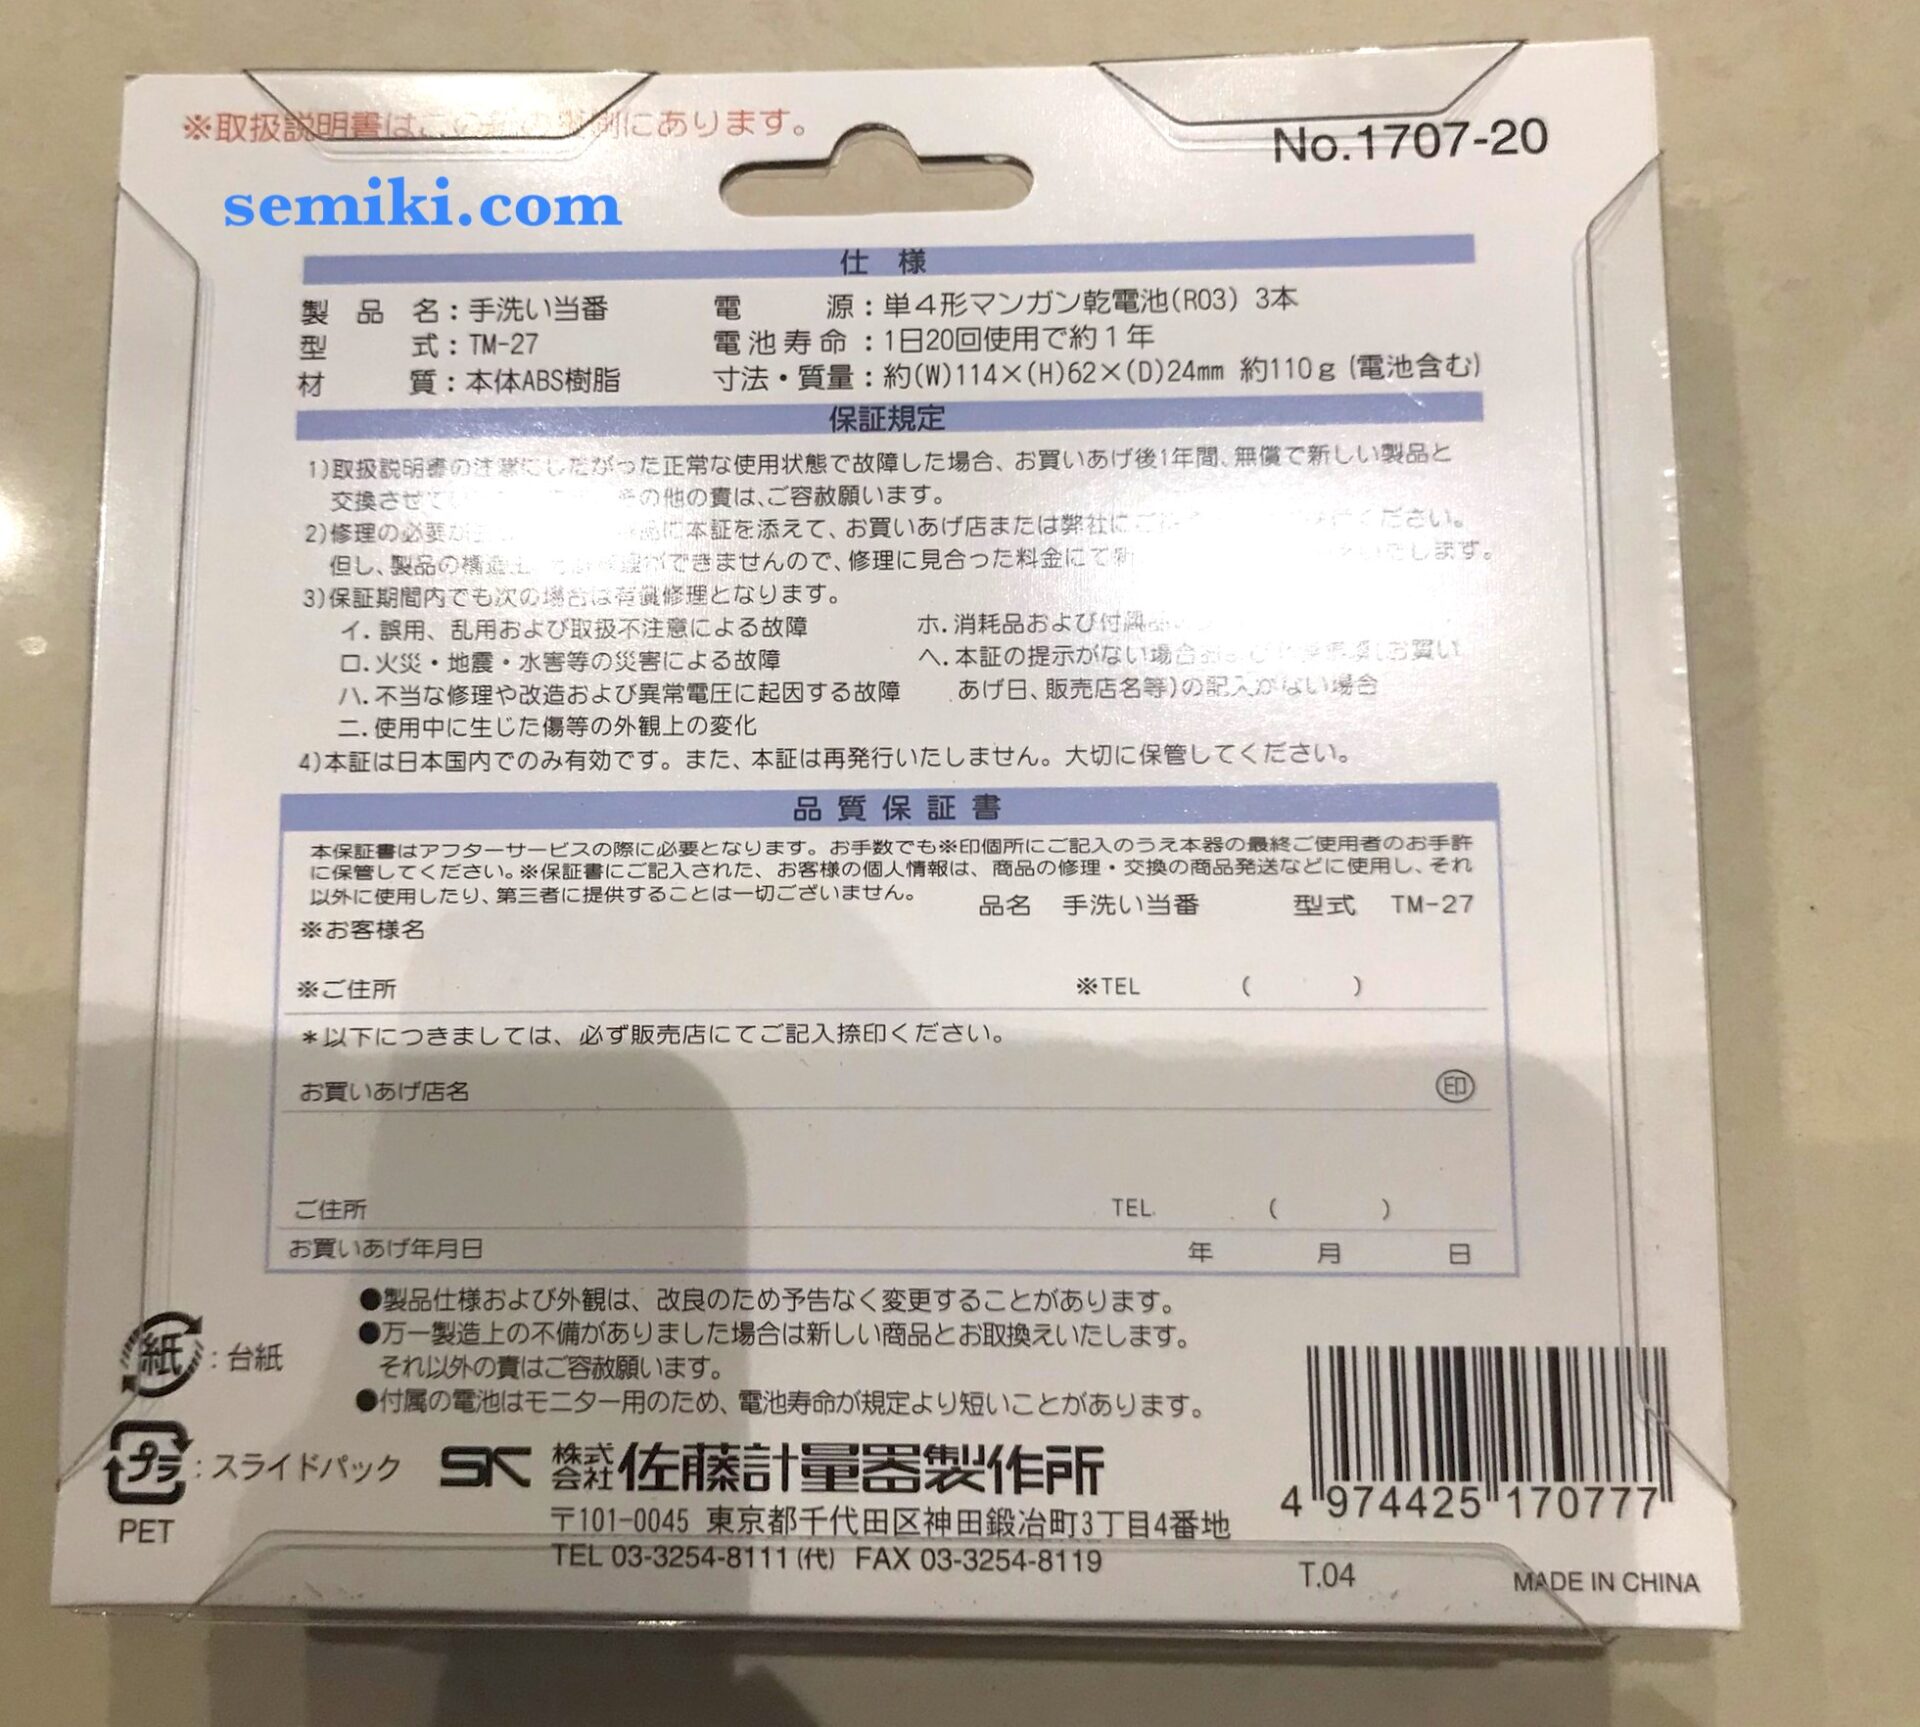 ※取扱説明書はこの
にあります。
No.1707-20
semiki.com
仕 様
製品名：手洗い当番 電源：単4形マンガン乾電池(R03) 3本
型式：TM-27 電池寿命：1日20回使用で約1年
材質：本体ABS樹脂 寸法・質量：約(W)114×(H)62×(D)24mm 約110g (電池含む)
保証規定
1)取扱説明書の注意にしたがった正常な使用状態で故障した場合、お買いあげ後1年間、無償で新しい製品と
交換させて の他の責は、ご容赦願います。
2)修理の必要が に本証を添えて、お買いあげ店または弊社に ください。
但し、製品の構造上 ができませんので、修理に見合った料金にて新 いたします。
3)保証期間内でも次の場合は有償修理となります。
イ. 誤用、乱用および取扱不注意による故障
ロ. 火災・地震・水害等の災害による故障
ハ. 不当な修理や改造および異常電圧に起因する故障
ニ. 使用中に生じた傷等の外観上の変化
ホ. 消耗品および付属品
ヘ. 本証の提示がない場合および (お買い
あげ日、販売店名等)の記入がない場合
4)本証は日本国内でのみ有効です。また、本証は再発行いたしません。大切に保管してください。
品質保証書
本保証書はアフターサービスの際に必要となります。お手数でも※印個所にご記入のうえ本器の最終ご使用者のお手許
に保管してください。※保証書にご記入された、お客様の個人情報は、商品の修理・交換の商品発送などに使用し、それ
以外に使用したり、第三者に提供することは一切ございません。
品名 手洗い当番 型式 TM-27
※お客様名
※ご住所 ※TEL ( )
＊以下につきましては、必ず販売店にてご記入捺印ください。
お買いあげ店名 ㊞
ご住所 TEL ( )
お買いあげ年月日 年 月 日
●製品仕様および外観は、改良のため予告なく変更することがあります。
●万一製造上の不備がありました場合は新しい商品とお取換えいたします。
それ以外の責はご容赦願います。
●付属の電池はモニター用のため、電池寿命が規定より短いことがあります。
紙：台紙
プラ：スライドパック
PET
SK 株式会社 佐藤計量器製作所
〒101-0045 東京都千代田区神田鍛冶町3丁目4番地
TEL 03-3254-8111 (代) FAX 03-3254-8119
4 974425 170777
T.04
MADE IN CHINA